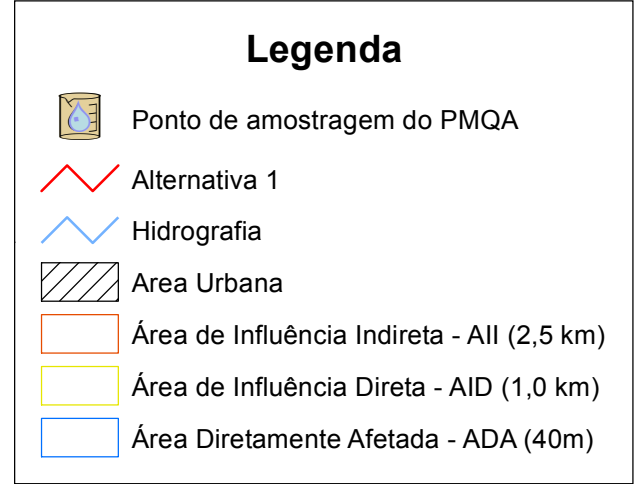 Legenda
Ponto de amostragem do PMQA
Alternativa 1
Hidrografia
Area Urbana
Área de Influência Indireta - AII (2,5 km)
Área de Influência Direta - AID (1,0 km)
Área Diretamente Afetada - ADA (40m)